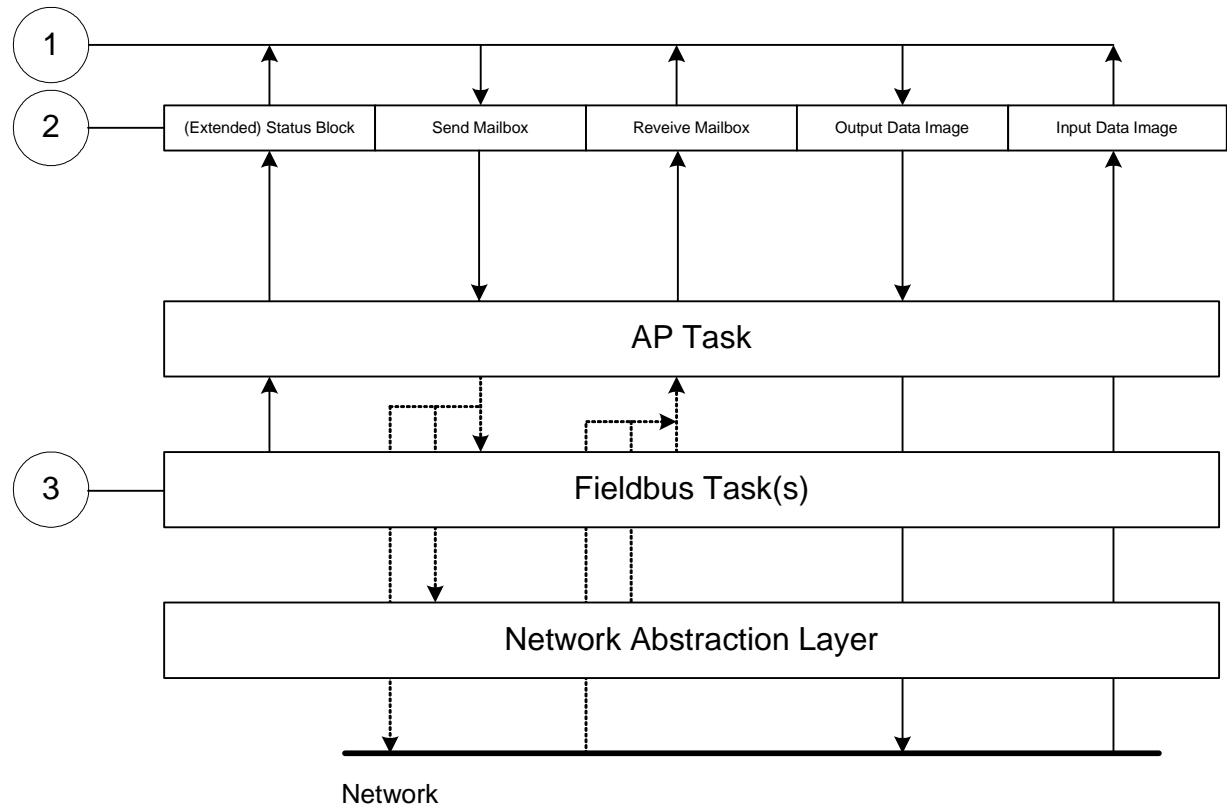 1
2
(Extended) Status Block
Send Mailbox
Reveive Mailbox
Output Data Image
Input Data Image
AP Task
3
Fieldbus Task(s)
Network Abstraction Layer
Network